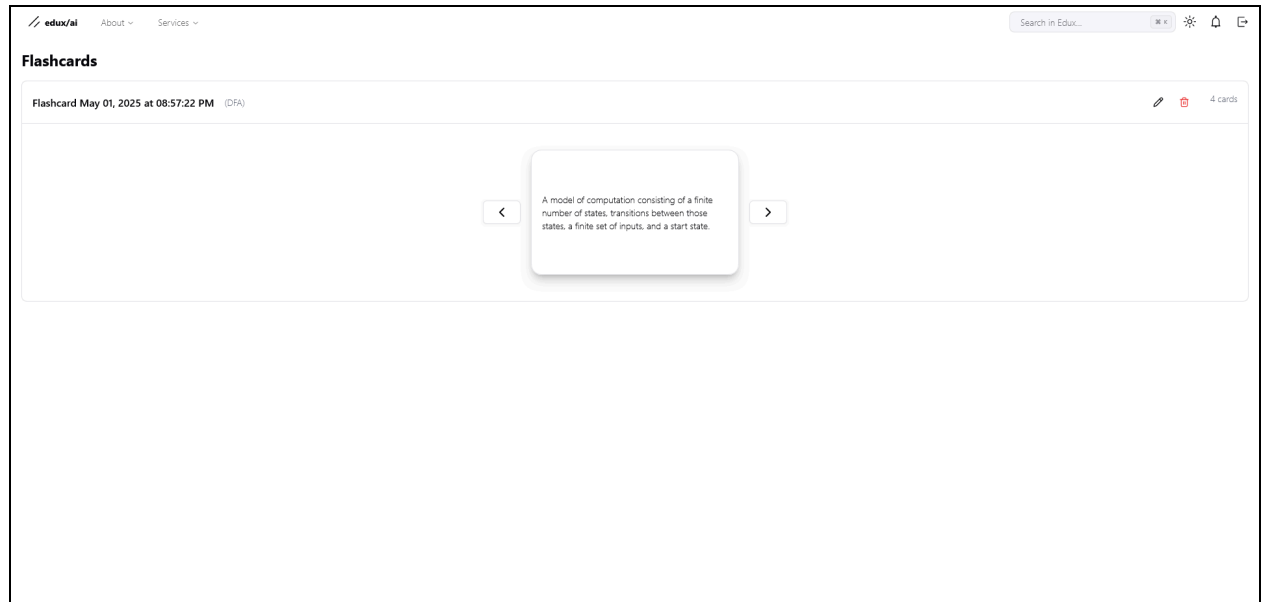 edux/ai About Services Search in Edux... ⌘ K
Flashcards
Flashcard May 01, 2025 at 08:57:22 PM (DFA) 4 cards
A model of computation consisting of a finite
number of states, transitions between those
states, a finite set of inputs, and a start state.